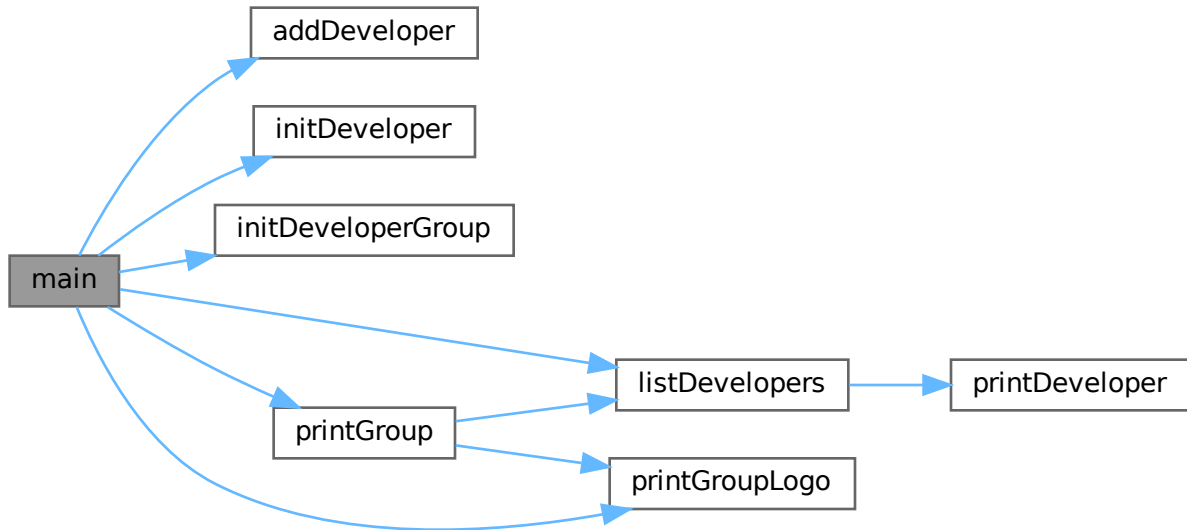 addDeveloper
initDeveloper
initDeveloperGroup
main
listDevelopers
printDeveloper
printGroup
printGroupLogo